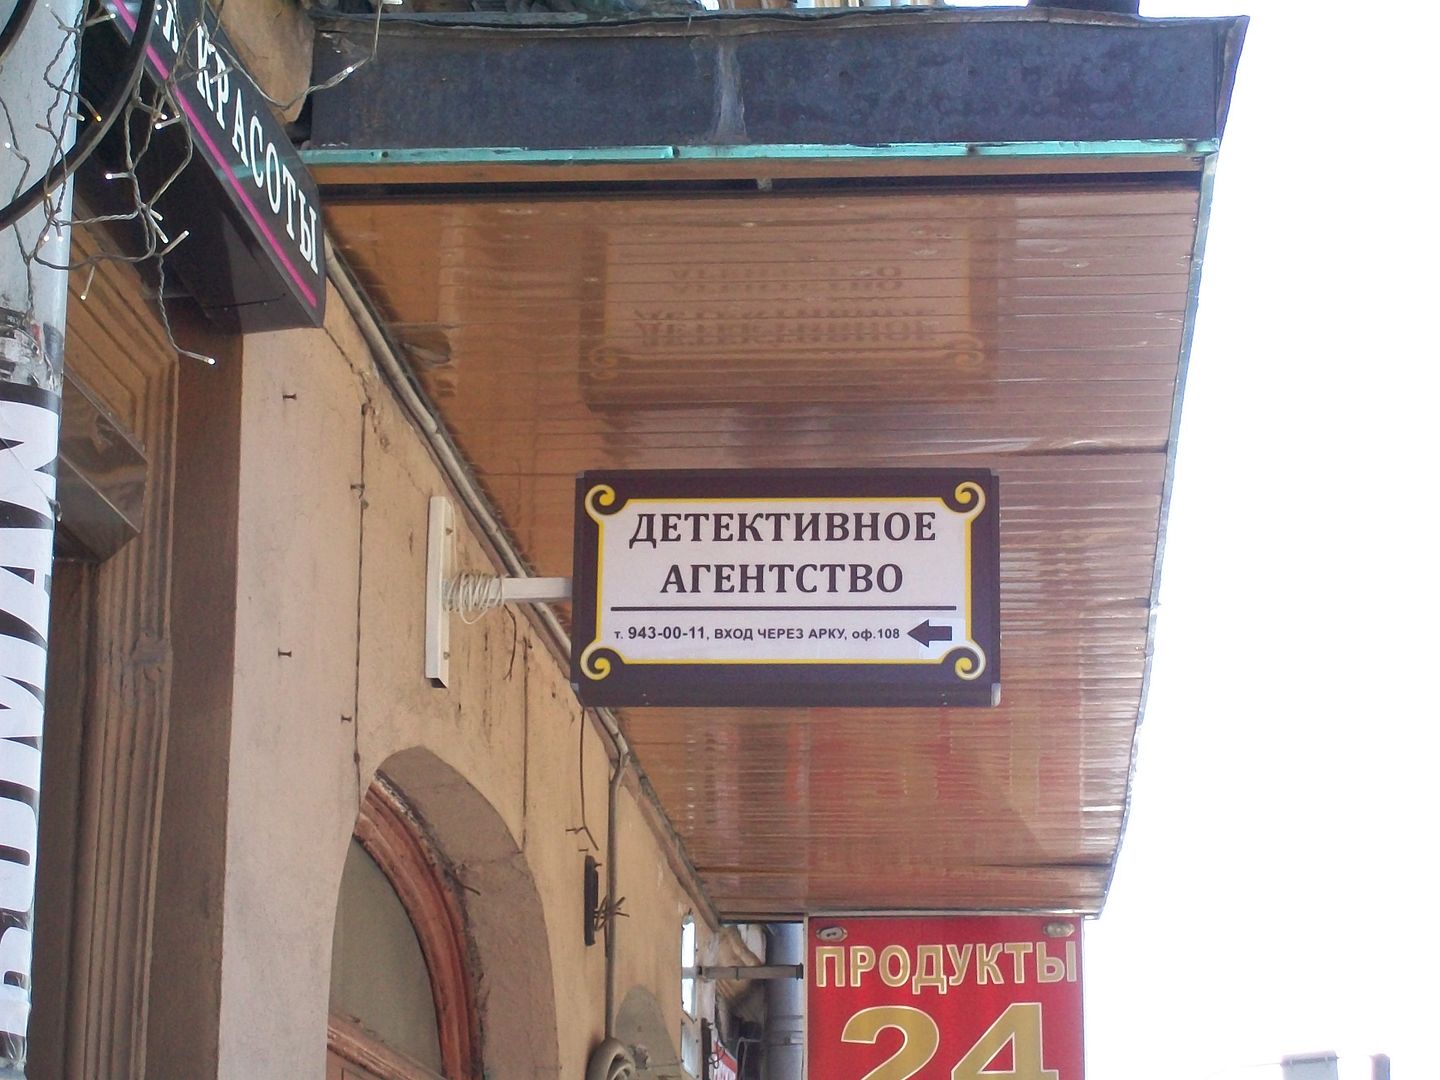 КРАСОТЫ
ДЕТЕКТИВНОЕ
АГЕНТСТВО
т. 943-00-11, ВХОД ЧЕРЕЗ АРКУ, оф.108
ПРОДУКТЫ
24